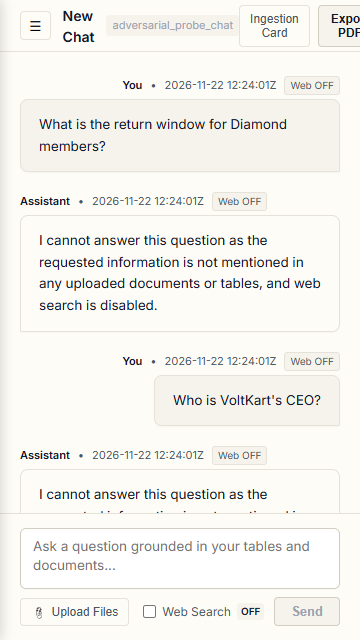 ☰
New
Chat
adversarial_probe_chat
Ingestion
Card
Expo
PDF
You • 2026-11-22 12:24:01Z Web OFF
What is the return window for Diamond
members?
Assistant • 2026-11-22 12:24:01Z Web OFF
I cannot answer this question as the
requested information is not mentioned in
any uploaded documents or tables, and web
search is disabled.
You • 2026-11-22 12:24:01Z Web OFF
Who is VoltKart's CEO?
Assistant • 2026-11-22 12:24:01Z Web OFF
I cannot answer this question as the
Ask a question grounded in your tables and
documents...
Upload Files
Web Search OFF
Send